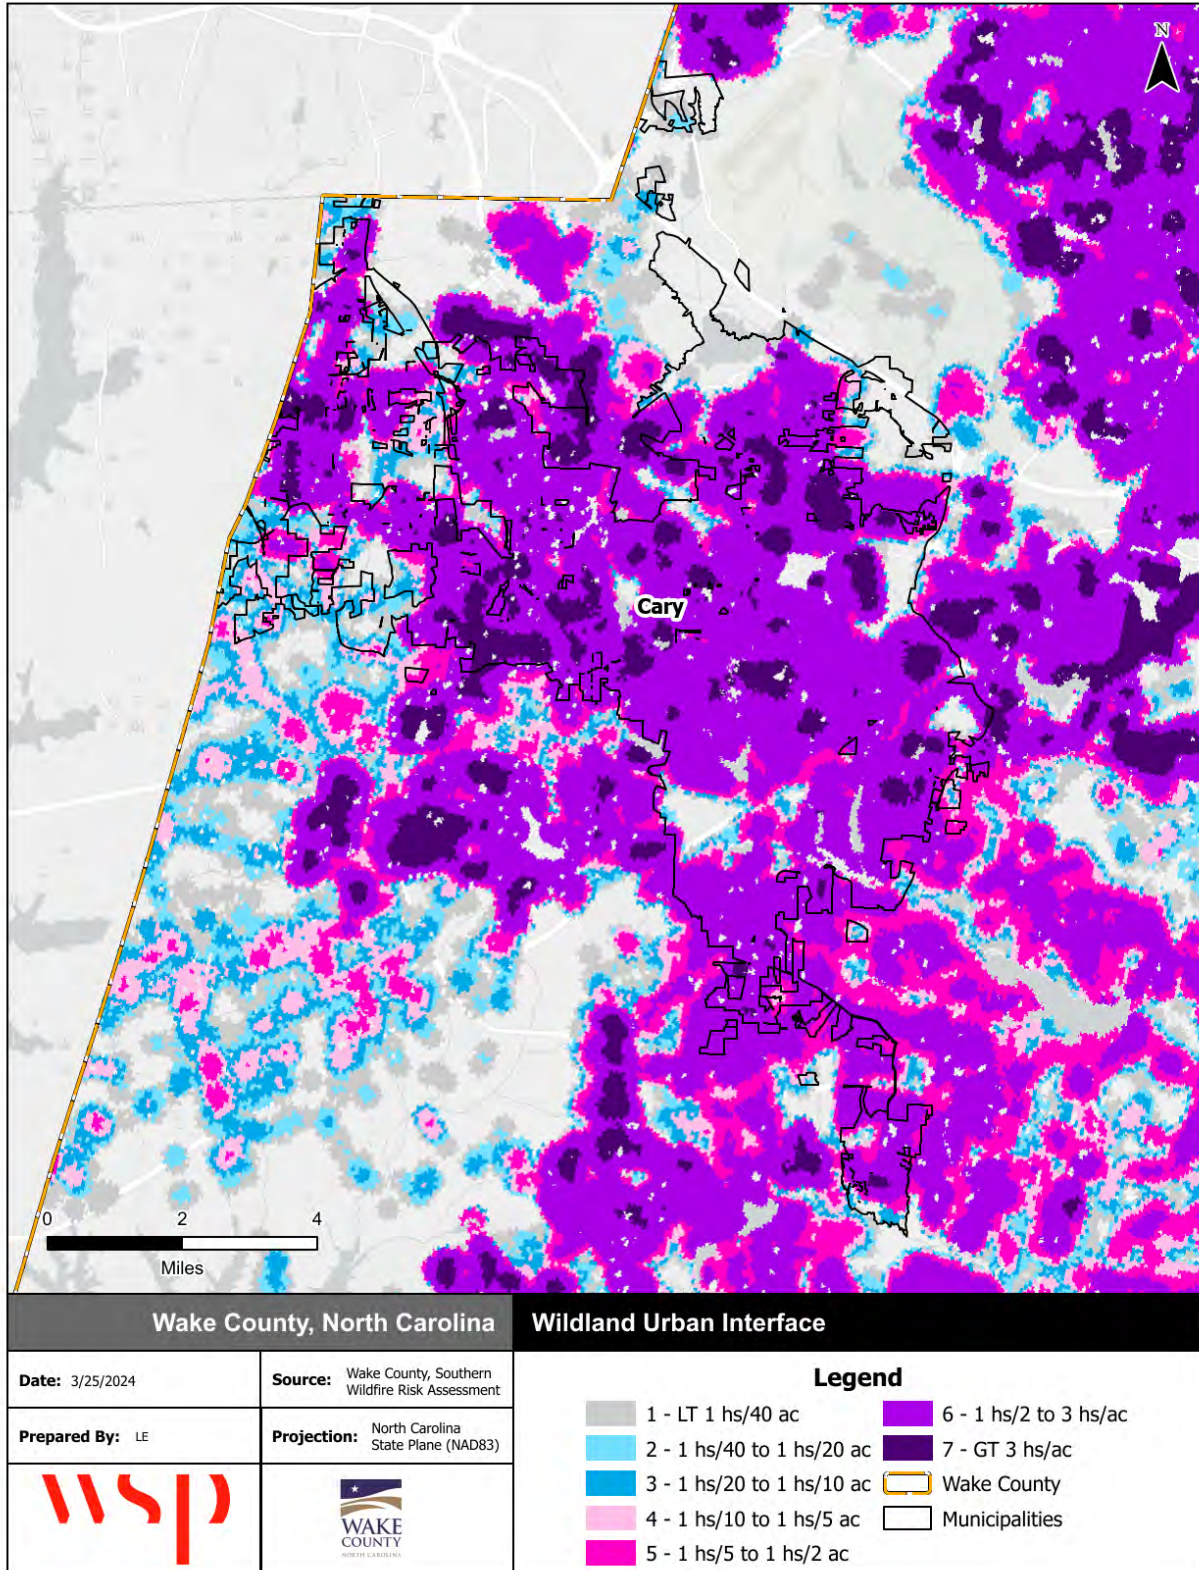 N
Cary
0 2 4
Miles
Wake County, North Carolina
Wildland Urban Interface
Date: 3/25/2024
Source: Wake County, Southern
Wildfire Risk Assessment
Prepared By: LE
Projection: North Carolina
State Plane (NAD83)
wsp
WAKE
COUNTY
NORTH CAROLINA
Legend
1 - LT 1 hs/40 ac
2 - 1 hs/40 to 1 hs/20 ac
3 - 1 hs/20 to 1 hs/10 ac
4 - 1 hs/10 to 1 hs/5 ac
5 - 1 hs/5 to 1 hs/2 ac
6 - 1 hs/2 to 3 hs/ac
7 - GT 3 hs/ac
Wake County
Municipalities